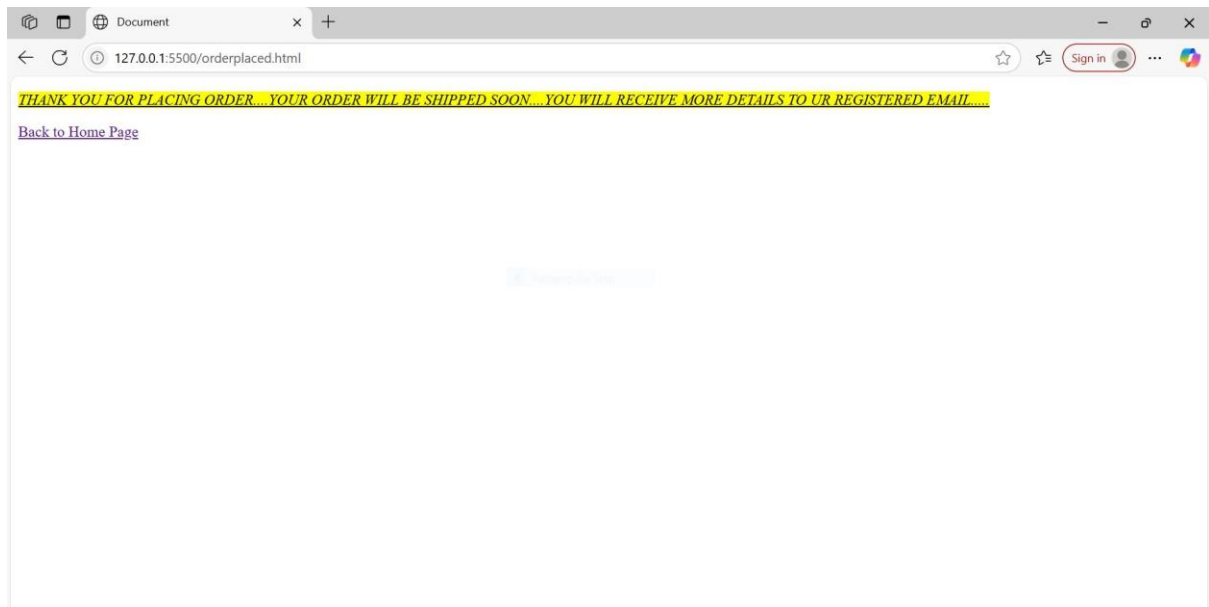 Document
127.0.0.1:5500/orderplaced.html
Sign in
THANK YOU FOR PLACING ORDER....YOUR ORDER WILL BE SHIPPED SOON....YOU WILL RECEIVE MORE DETAILS TO UR REGISTERED EMAIL.....
Back to Home Page